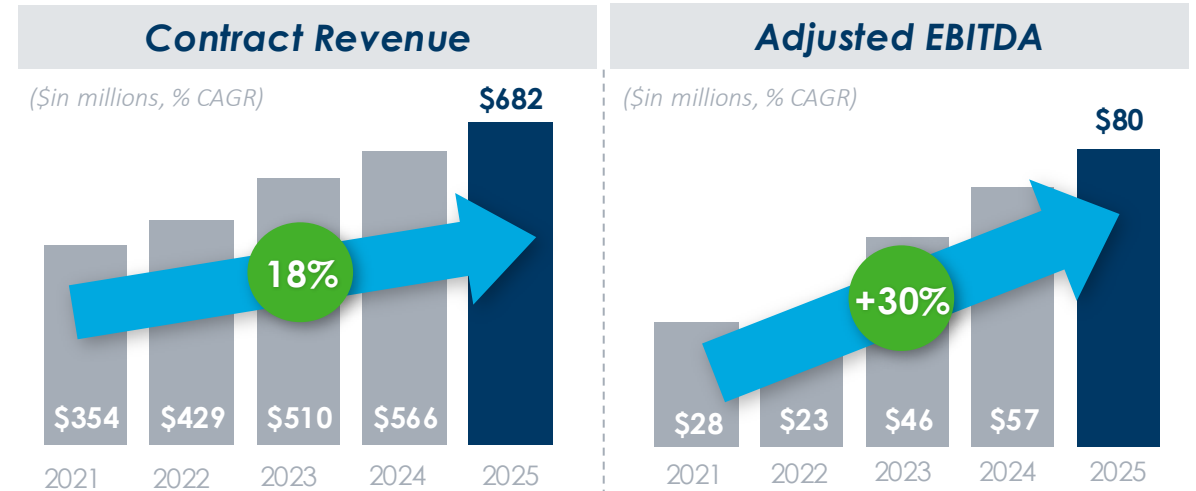 Contract Revenue
($in millions, % CAGR)
$682
18%
$354 $429 $510 $566
2021 2022 2023 2024 2025
Adjusted EBITDA
($in millions, % CAGR)
$80
+30%
$28 $23 $46 $57
2021 2022 2023 2024 2025